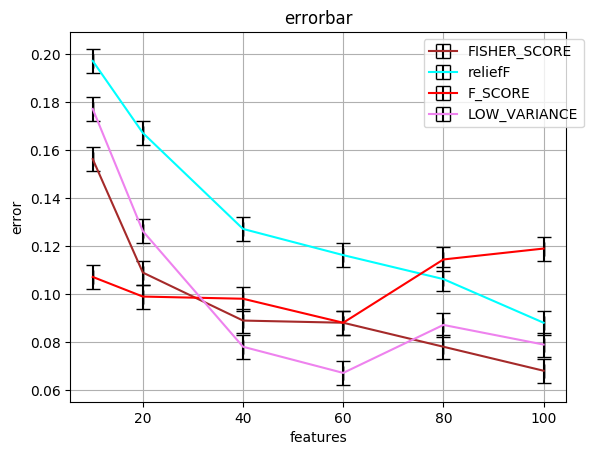 errorbar
FISHER_SCORE
reliefF
F_SCORE
LOW_VARIANCE
error
0.20
0.18
0.16
0.14
0.12
0.10
0.08
0.06
20 40 60 80 100
features